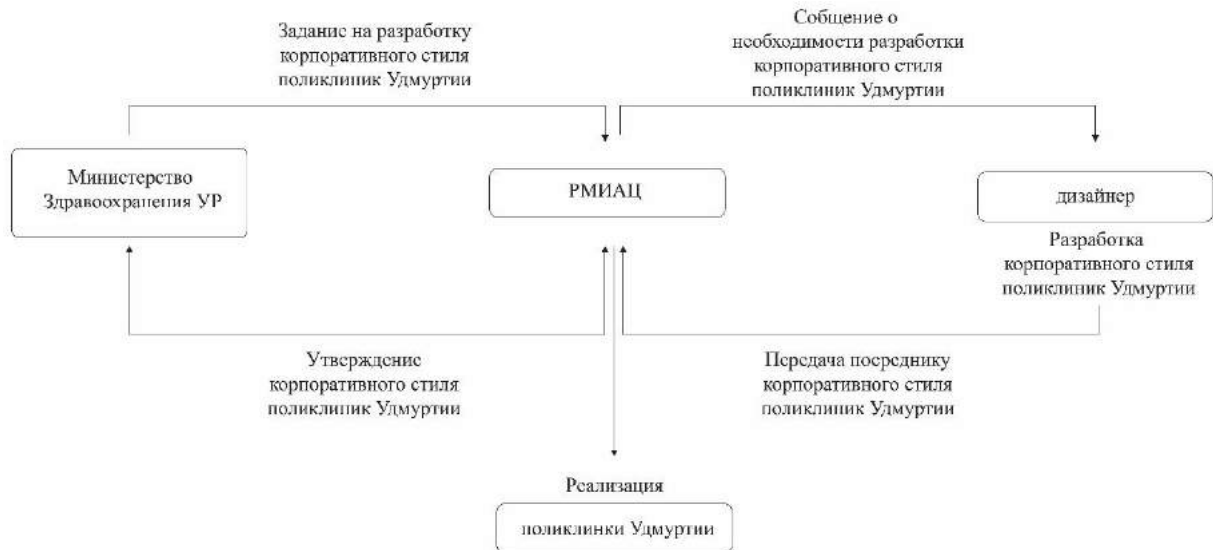 Задание на разработку
корпоративного стиля
поликлиник Удмуртии
Собщение о
необходимости разработки
корпоративного стиля
поликлиник Удмуртии
Министерство
Здравоохранения УР
РМИАЦ
дизайнер
Разработка
корпоративного стиля
поликлиник Удмуртии
Утверждение
корпоративного стиля
поликлиник Удмуртии
Передача посреднику
корпоративного стиля
поликлиник Удмуртии
Реализация
поликлинки Удмуртии